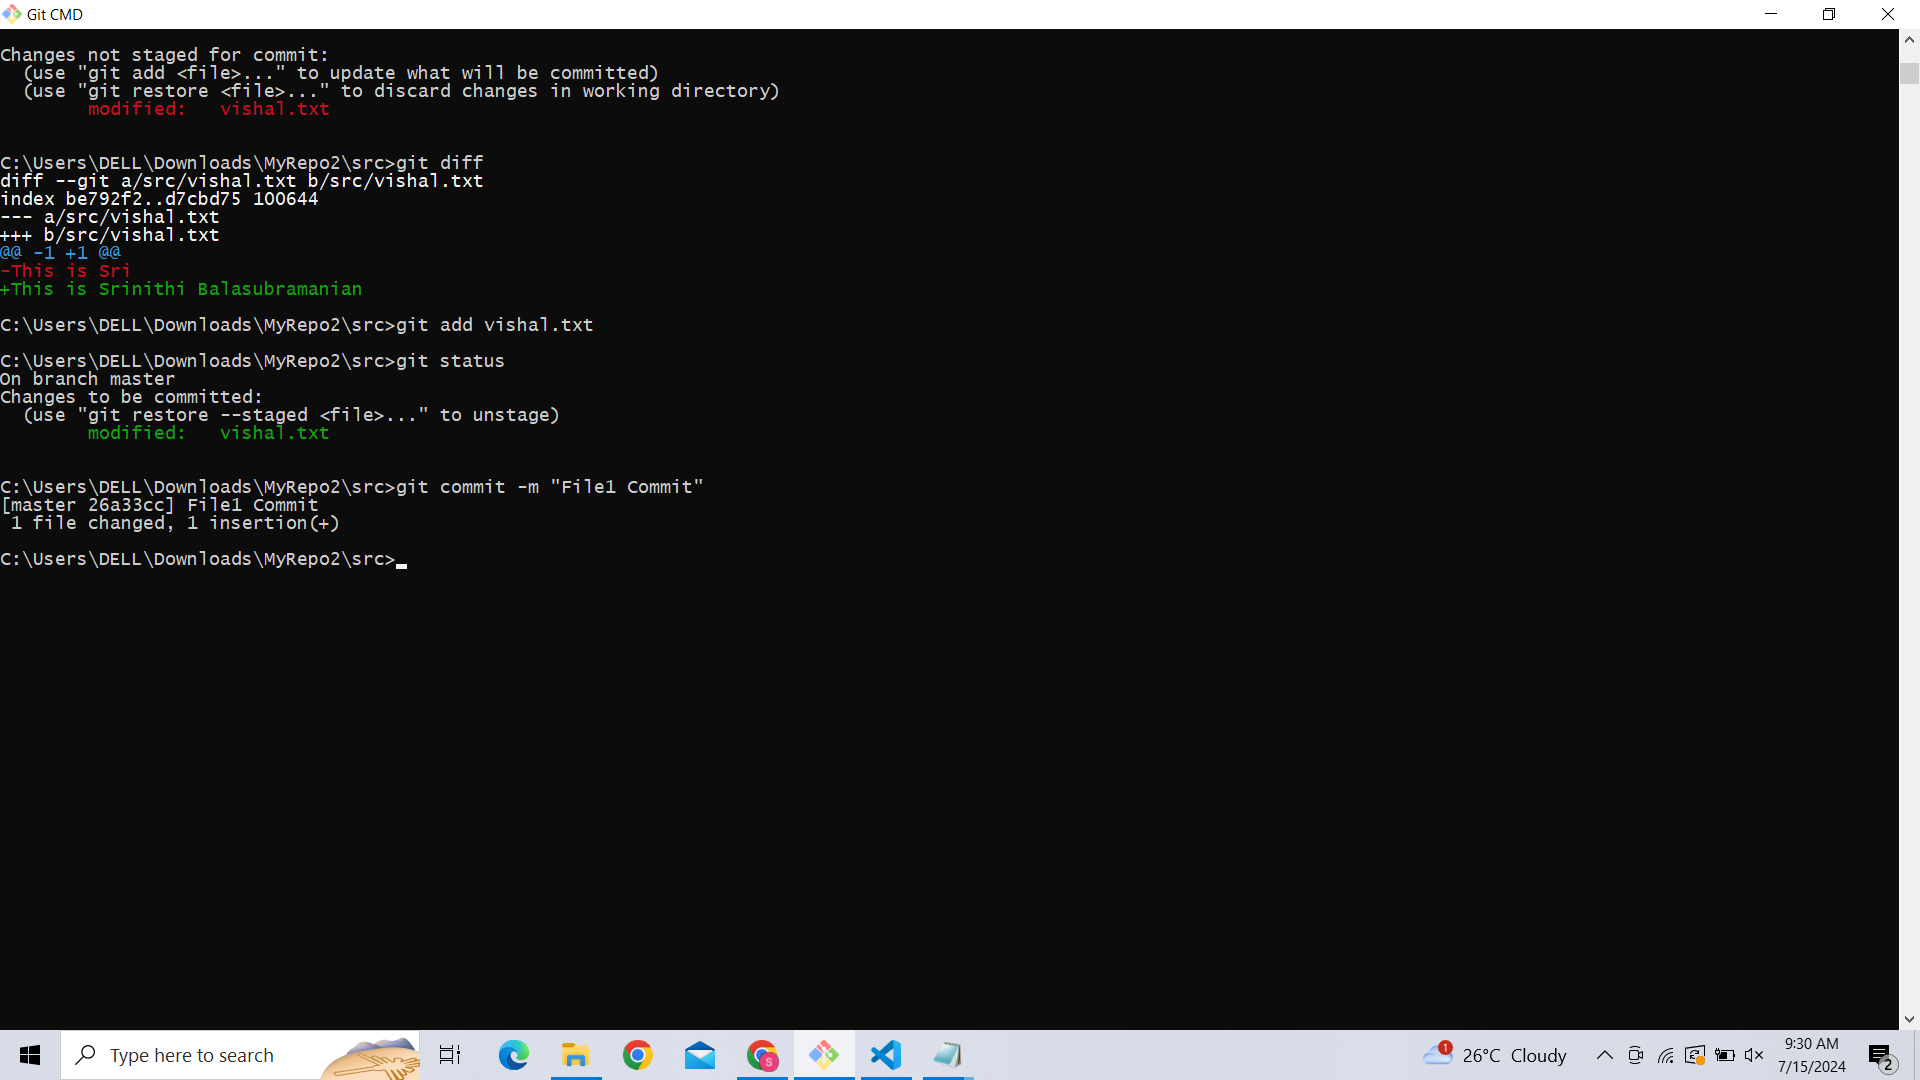 Git CMD
Changes not staged for commit:
  (use "git add <file>..." to update what will be committed)
  (use "git restore <file>..." to discard changes in working directory)
        modified:   vishal.txt
C:\Users\DELL\Downloads\MyRepo2\src>git diff
diff --git a/src/vishal.txt b/src/vishal.txt
index be792f2..d7cbd75 100644
--- a/src/vishal.txt
+++ b/src/vishal.txt
@@ -1 +1 @@
-This is Sri
+This is Srinithi Balasubramanian
C:\Users\DELL\Downloads\MyRepo2\src>git add vishal.txt
C:\Users\DELL\Downloads\MyRepo2\src>git status
On branch master
Changes to be committed:
  (use "git restore --staged <file>..." to unstage)
        modified:   vishal.txt
C:\Users\DELL\Downloads\MyRepo2\src>git commit -m "File1 Commit"
[master 26a33cc] File1 Commit
 1 file changed, 1 insertion(+)
C:\Users\DELL\Downloads\MyRepo2\src>
Type here to search
S
1
26°C Cloudy
9:30 AM
7/15/2024
2